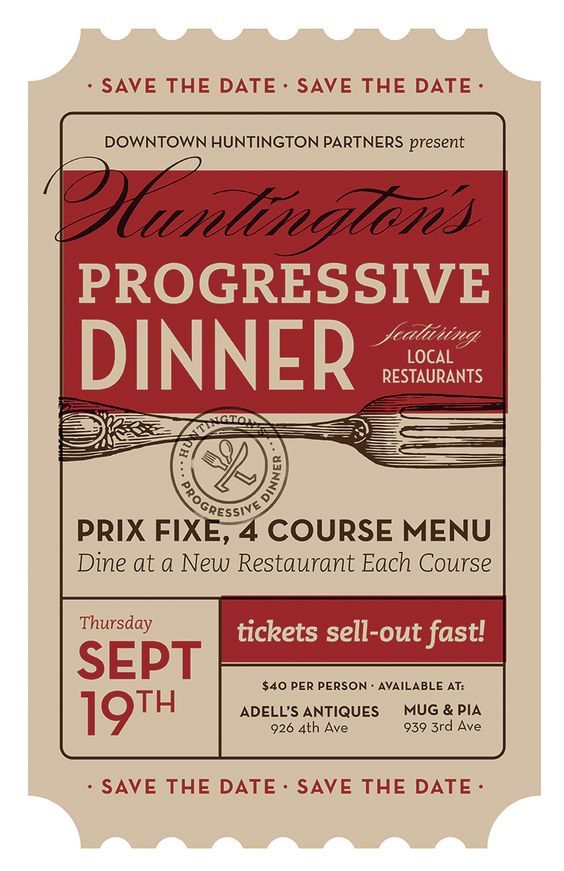 · SAVE THE DATE · SAVE THE DATE ·
DOWNTOWN HUNTINGTON PARTNERS present
Huntington's
PROGRESSIVE
DINNER
featuring
LOCAL
RESTAURANTS
HUNTINGTON'S
PROGRESSIVE DINNER
PRIX FIXE, 4 COURSE MENU
Dine at a New Restaurant Each Course
Thursday
SEPT
19TH
tickets sell-out fast!
$40 PER PERSON · AVAILABLE AT:
ADELL'S ANTIQUES
926 4th Ave
MUG & PIA
939 3rd Ave
· SAVE THE DATE · SAVE THE DATE ·